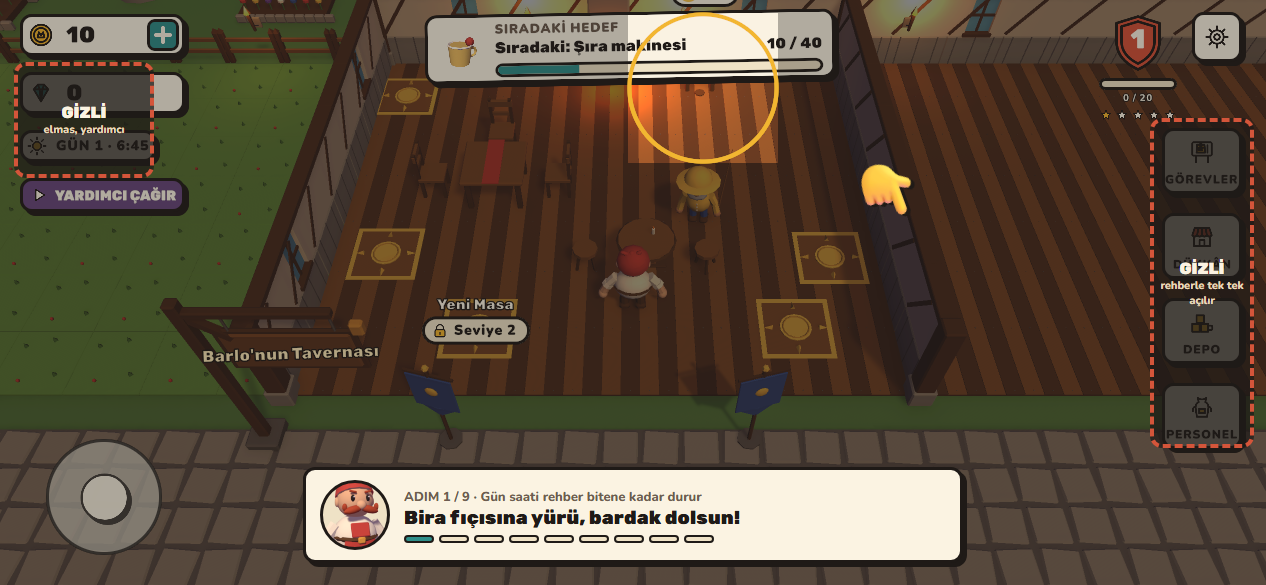 10
0
GİZLİ
elmas, yardımcı
GÜN 1 · 6:45
YARDIMCI ÇAĞIR
SIRADAKİ HEDEF
Sıradaki: Şıra makinesi
10 / 40
1
0 / 20
GÖREVLER
GİZLİ
rehberle tek tek
açılır
DEPO
PERSONEL
Yeni Masa
Seviye 2
Barlo'nun Tavernası
ADIM 1 / 9 · Gün saati rehber bitene kadar durur
Bira fıçısına yürü, bardak dolsun!